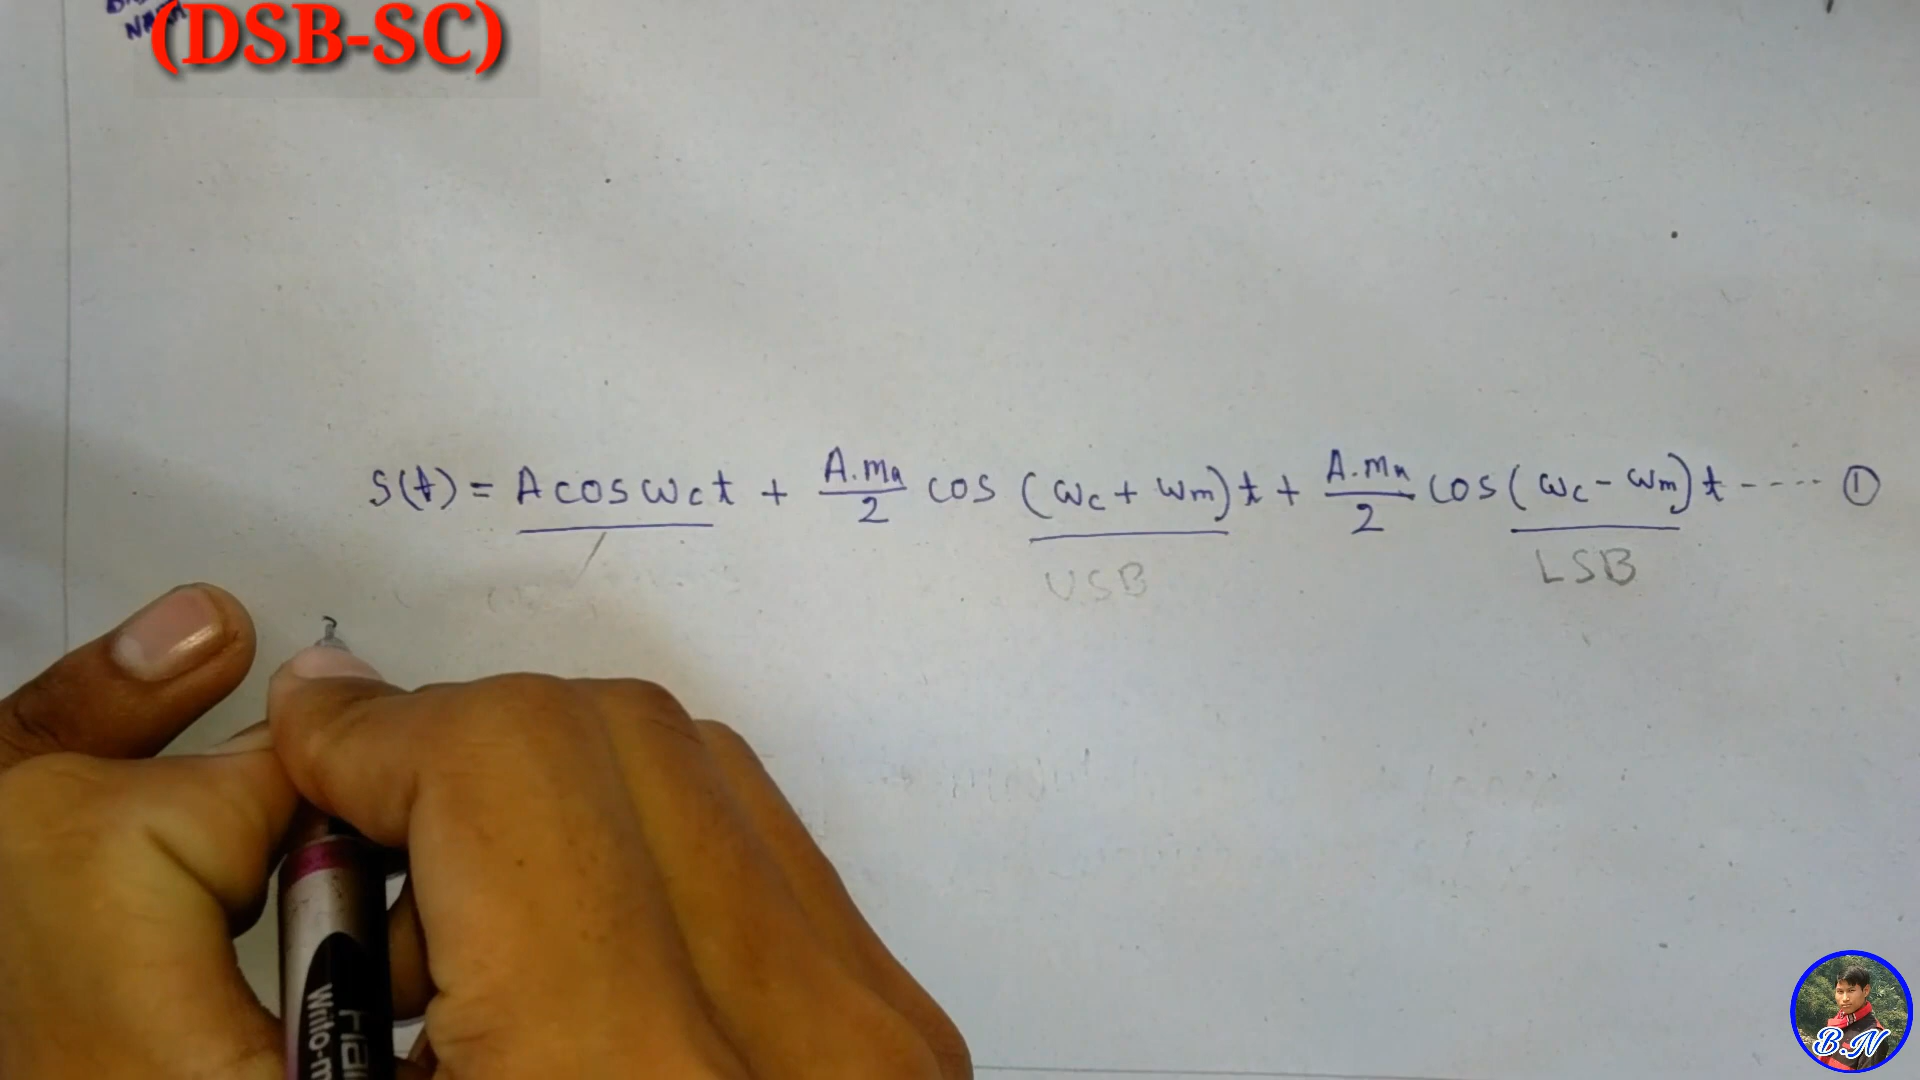 (DSB-SC)
S(t) = A cos ωct + A.ma/2 cos (ωc + ωm)t + A.ma/2 cos (ωc - ωm)t ----- ①
USB LSB
B.N